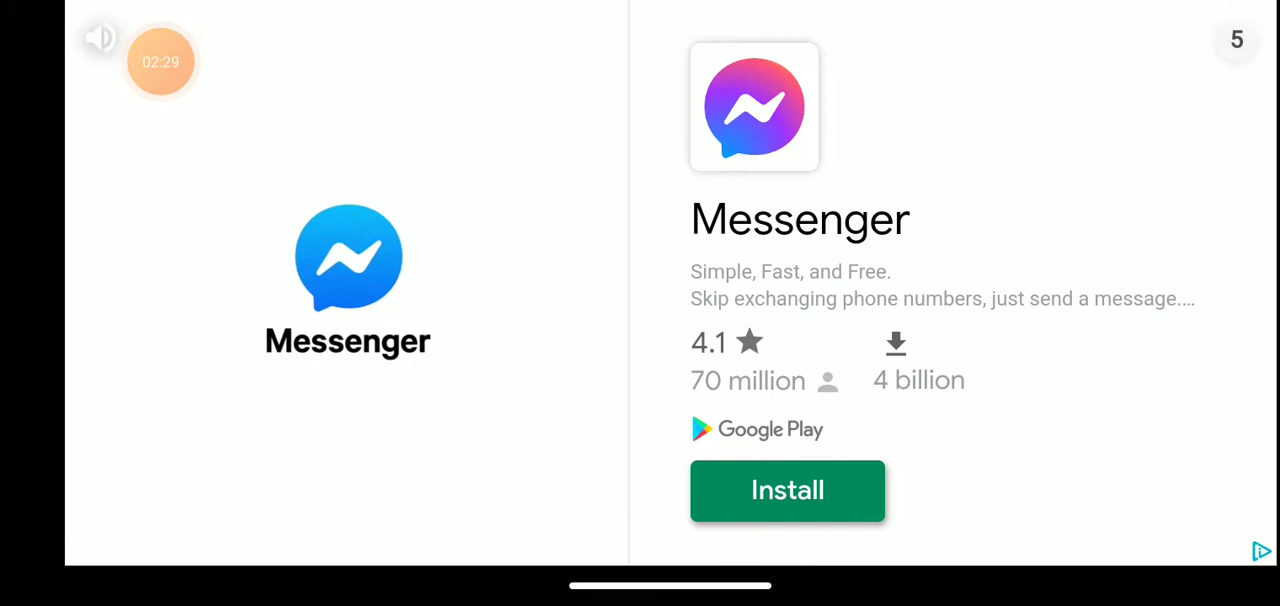 02:29
5
Messenger
Messenger
Simple, Fast, and Free.
Skip exchanging phone numbers, just send a message....
4.1
70 million
4 billion
Google Play
Install